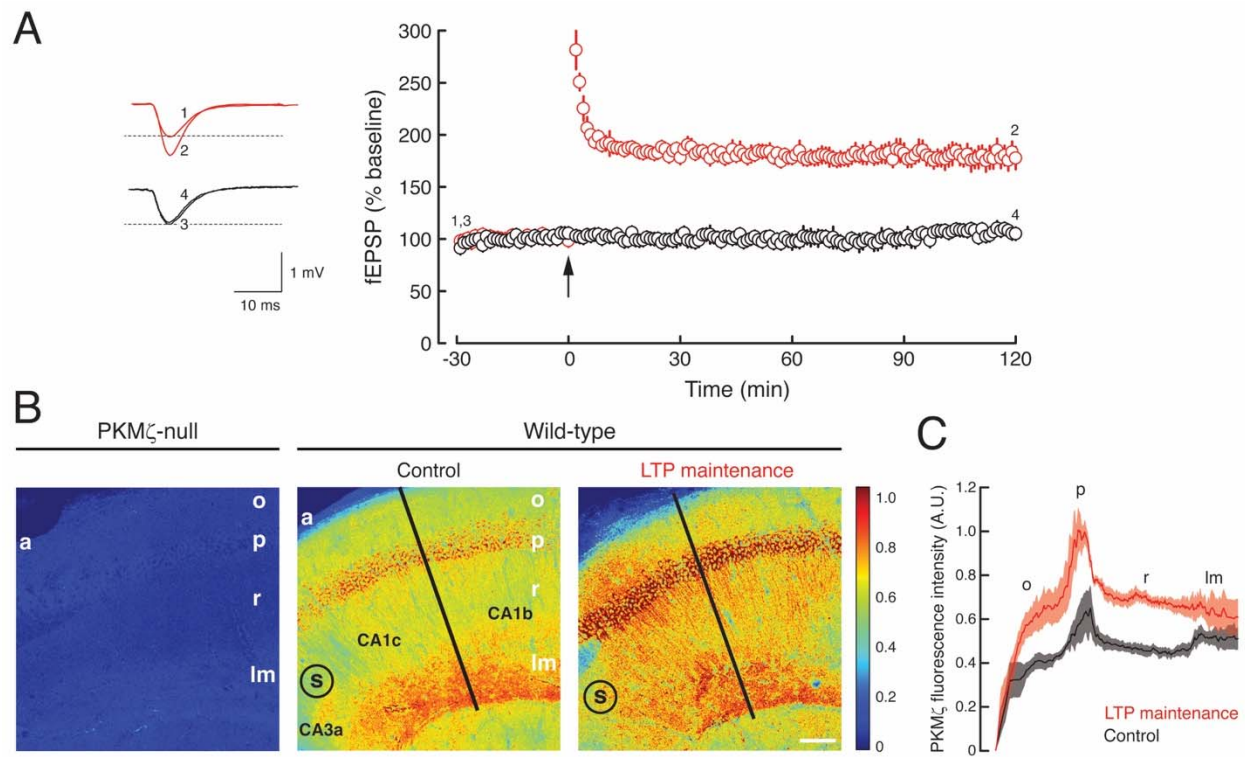 A
1
2
4
3
1 mV
10 ms
fEPSP (% baseline)
300
250
200
150
100
50
0
1,3
2
4
-30
0
30
60
90
120
Time (min)
B
PKMζ-null
Wild-type
Control
LTP maintenance
a
o
p
r
lm
a
o
p
r
CA1b
CA1c
lm
S
CA3a
S
1.0
0.8
0.6
0.4
0.2
0
C
PKMζ fluorescence intensity (A.U.)
1.2
1.0
0.8
0.6
0.4
0.2
0
o
p
r
lm
LTP maintenance
Control